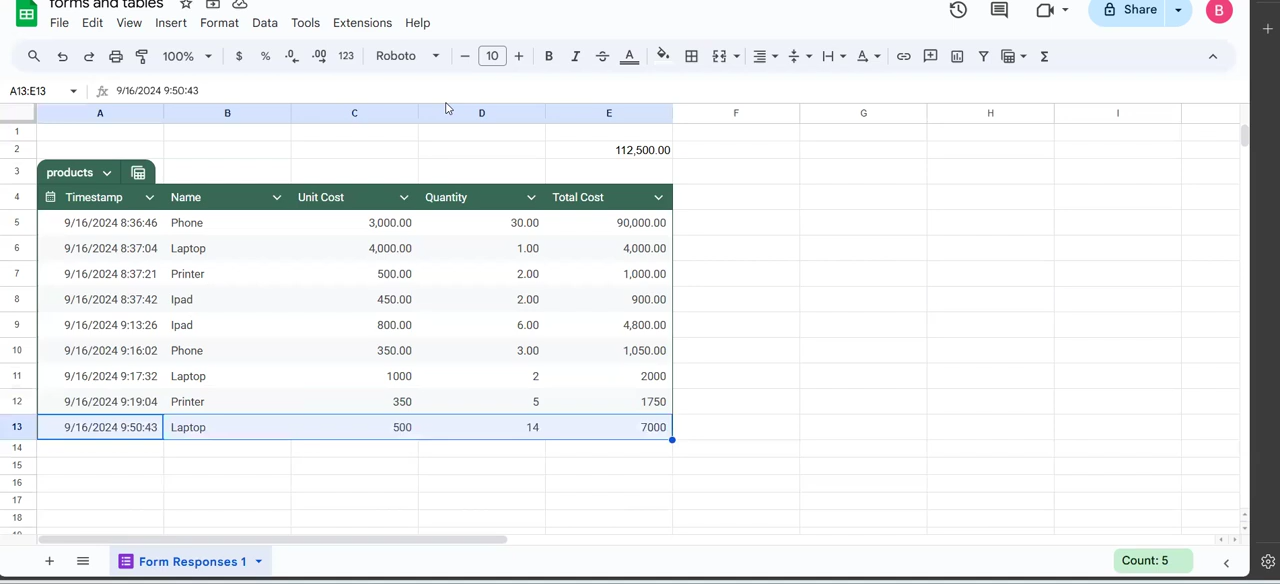 forms and tables
File Edit View Insert Format Data Tools Extensions Help
Share
B
100% $ % .0 .00 123 Roboto 10 B I A
A13:E13 fx 9/16/2024 9:50:43
A B C D E F G H I
1
2 112,500.00
3 products
4 Timestamp Name Unit Cost Quantity Total Cost
5 9/16/2024 8:36:46 Phone 3,000.00 30.00 90,000.00
6 9/16/2024 8:37:04 Laptop 4,000.00 1.00 4,000.00
7 9/16/2024 8:37:21 Printer 500.00 2.00 1,000.00
8 9/16/2024 8:37:42 Ipad 450.00 2.00 900.00
9 9/16/2024 9:13:26 Ipad 800.00 6.00 4,800.00
10 9/16/2024 9:16:02 Phone 350.00 3.00 1,050.00
11 9/16/2024 9:17:32 Laptop 1000 2 2000
12 9/16/2024 9:19:04 Printer 350 5 1750
13 9/16/2024 9:50:43 Laptop 500 14 7000
14
15
16
17
18
Form Responses 1 Count: 5